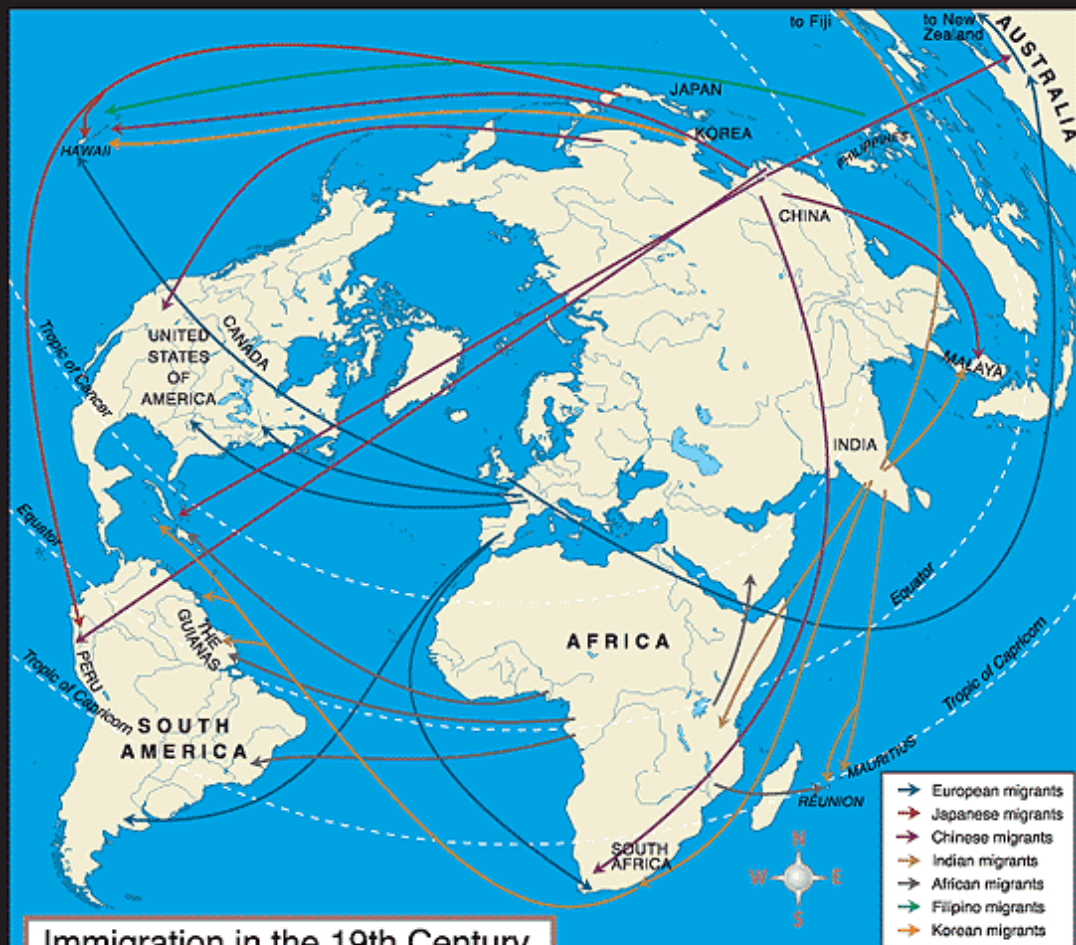 to Fiji
to New
Zealand
AUSTRALIA
JAPAN
KOREA
PHILIPPINES
HAWAII
CHINA
UNITED
STATES
OF
AMERICA
CANADA
Tropic of Cancer
MALAYA
INDIA
Equator
Equator
THE
GUIANAS
AFRICA
PERU
Tropic of Capricorn
Tropic of Capricorn
SOUTH
AMERICA
MAURITIUS
RÉUNION
SOUTH
AFRICA
N
W
E
S
European migrants
Japanese migrants
Chinese migrants
Indian migrants
African migrants
Filipino migrants
Korean migrants
Immigration in the 19th Century